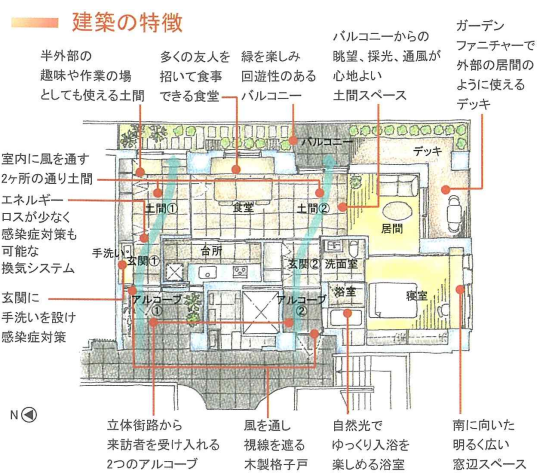 建築の特徴
半外部の
趣味や作業の場
としても使える土間
多くの友人を
招いて食事
できる食堂
緑を楽しみ
回遊性のある
バルコニー
バルコニーからの
眺望、採光、通風が
心地よい
土間スペース
ガーデン
ファニチャーで
外部の居間の
ように使える
デッキ
室内に風を通す
2ヶ所の通り土間
エネルギー
ロスが少なく
感染症対策も
可能な
換気システム
玄関に
手洗いを設け
感染症対策
バルコニー
デッキ
土間①
食堂
土間②
居間
手洗い
玄関①
台所
玄関②
洗面室
浴室
寝室
アルコーブ
①
アルコーブ
②
N
立体街路から
来訪者を受け入れる
2つのアルコーブ
風を通し
視線を遮る
木製格子戸
自然光で
ゆっくり入浴を
楽しめる浴室
南に向いた
明るく広い
窓辺スペース